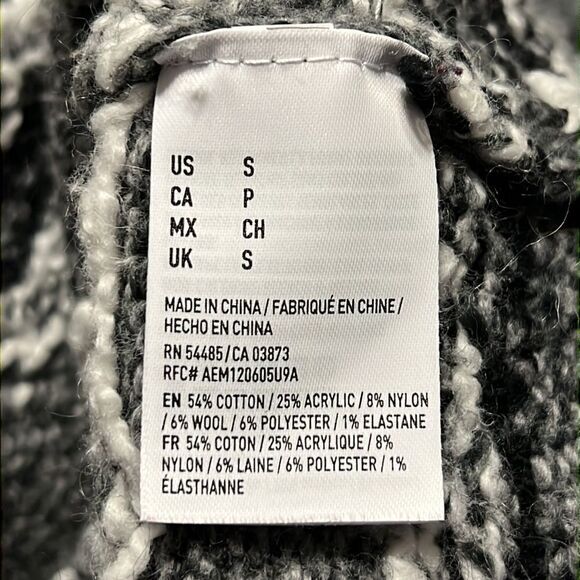 US S
CA P
MX CH
UK S
MADE IN CHINA / FABRIQUÉ EN CHINE /
HECHO EN CHINA
RN 54485 / CA 03873
RFC# AEM120605U9A
EN 54% COTTON / 25% ACRYLIC / 8% NYLON
/ 6% WOOL / 6% POLYESTER / 1% ELASTANE
FR 54% COTON / 25% ACRYLIQUE / 8%
NYLON / 6% LAINE / 6% POLYESTER / 1%
ÉLASTHANNE